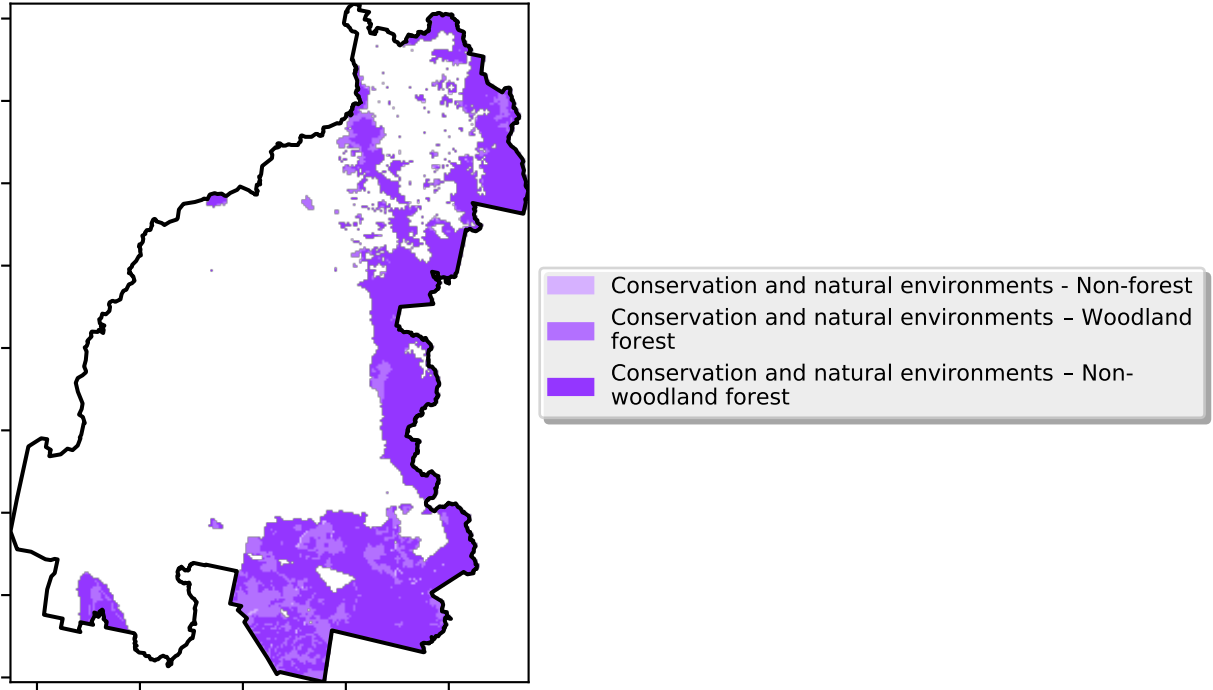 Conservation and natural environments - Non-forest
Conservation and natural environments – Woodland
forest
Conservation and natural environments – Non-
woodland forest